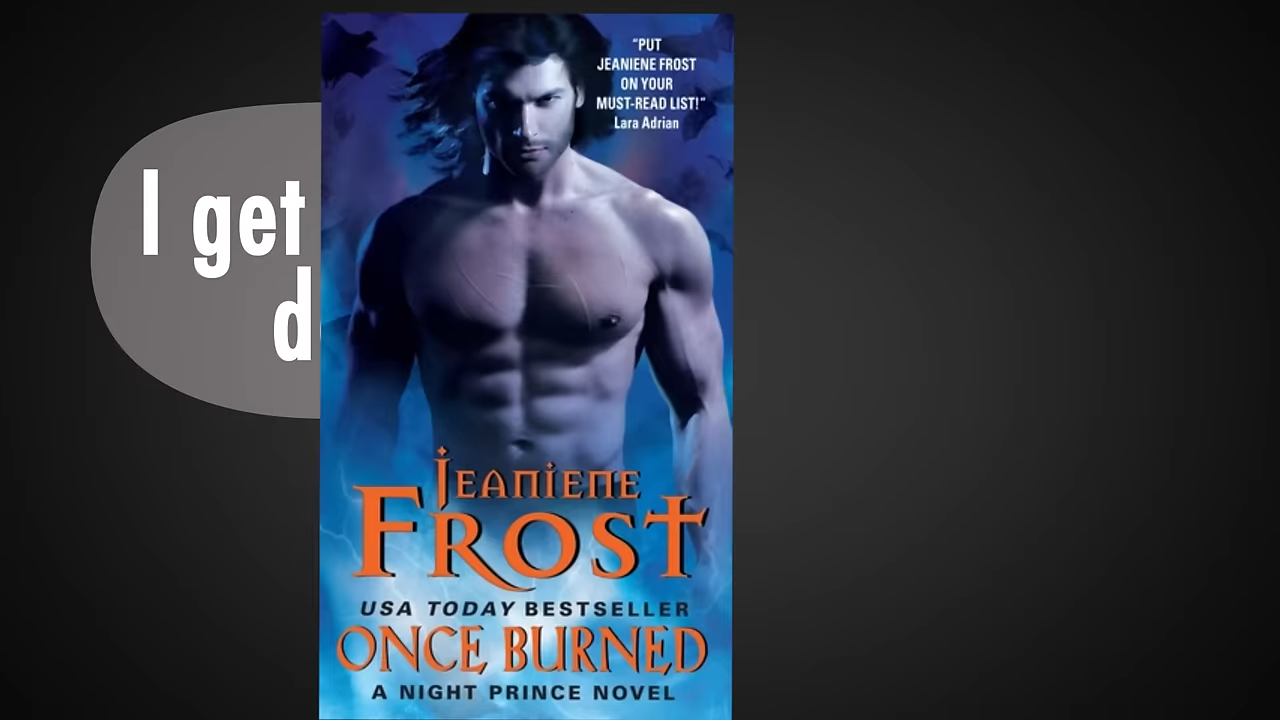 I get
"PUT
JEANIENE FROST
ON YOUR
MUST-READ LIST!"
Lara Adrian
JEANIENE
FROST
USA TODAY BESTSELLER
ONCE BURNED
A NIGHT PRINCE NOVEL